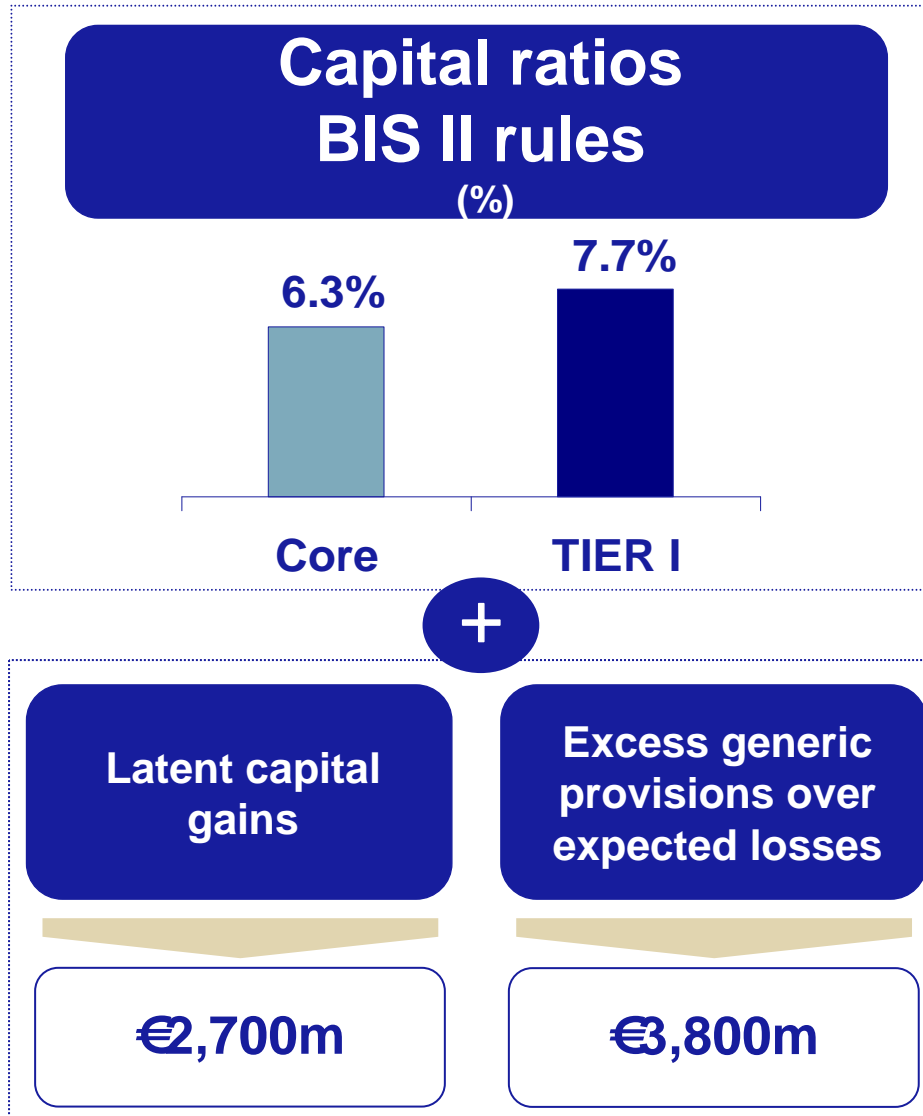 Capital ratios
BIS II rules
(%)
6.3%
7.7%
Core
TIER I
+
Latent capital
gains
Excess generic
provisions over
expected losses
€2,700m
€3,800m